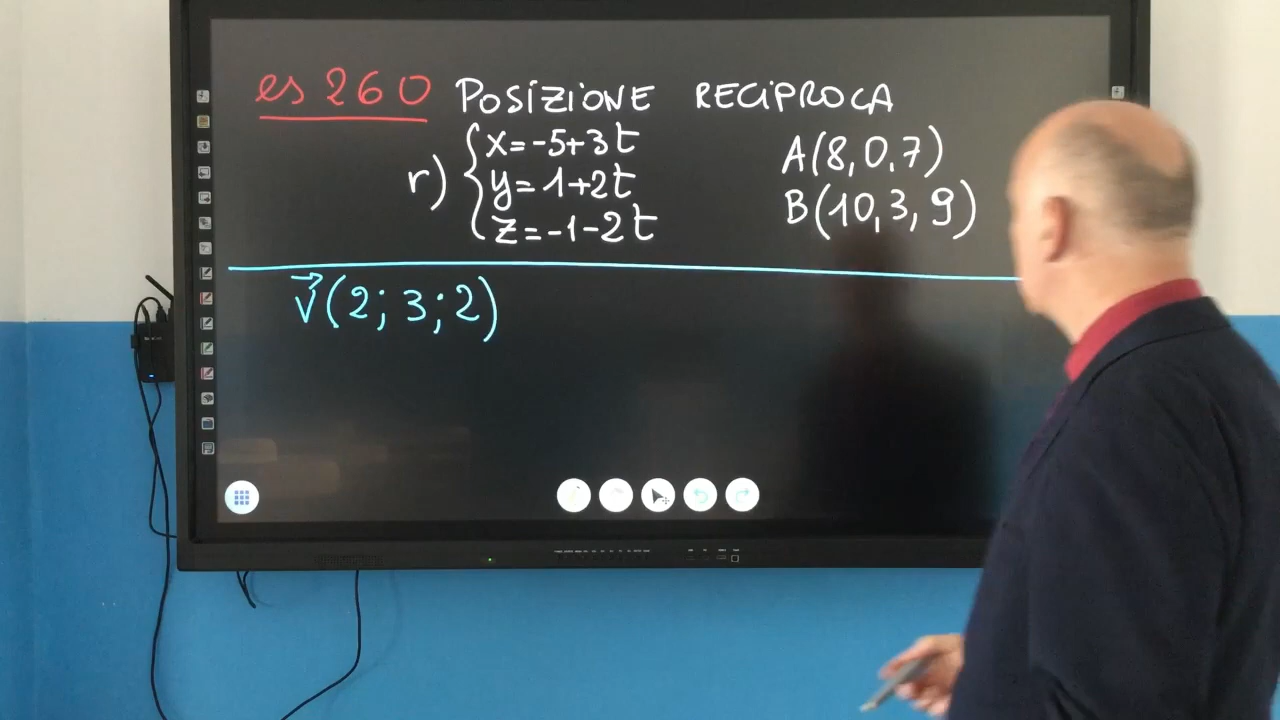 es 260 POSIZIONE RECIPROCA
r) { x=-5+3t
y=1+2t
z=-1-2t
A(8,0,7)
B(10,3,9)
v⃗(2;3;2)